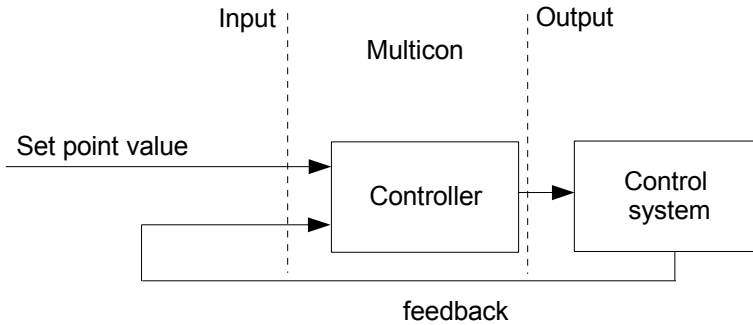 Input
Multicon
Output
Set point value
Controller
Control
system
feedback